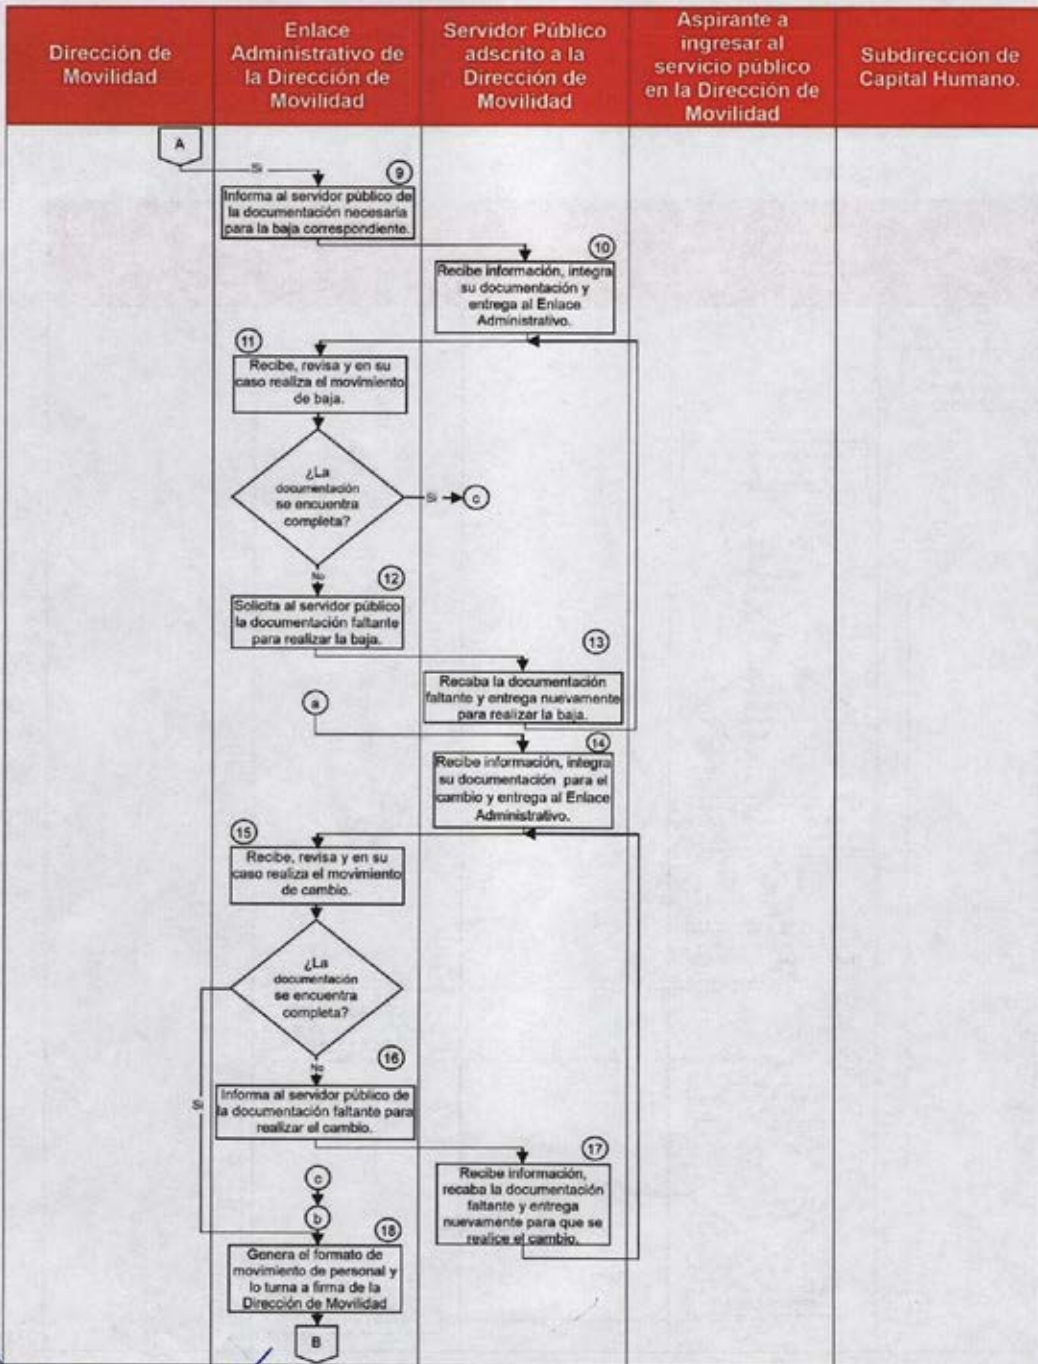 Dirección de
Movilidad
Enlace
Administrativo de
la Dirección de
Movilidad
Servidor Público
adscrito a la
Dirección de
Movilidad
Aspirante a
ingresar al
servicio público
en la Dirección de
Movilidad
Subdirección de
Capital Humano.
A
Si
9
Informa al servidor público de
la documentación necesaria
para la baja correspondiente.
10
Recibe información, integra
su documentación y
entrega al Enlace
Administrativo.
11
Recibe, revisa y en su
caso realiza el movimiento
de baja.
¿La
documentación
se encuentra
completa?
Si
c
No
12
Solicita al servidor público
la documentación faltante
para realizar la baja.
13
Recaba la documentación
faltante y entrega nuevamente
para realizar la baja.
a
14
Recibe información, integra
su documentación para el
cambio y entrega al Enlace
Administrativo.
15
Recibe, revisa y en su
caso realiza el movimiento
de cambio.
¿La
documentación
se encuentra
completa?
Si
No
16
Informa al servidor público de
la documentación faltante para
realizar el cambio.
17
Recibe información,
recaba la documentación
faltante y entrega
nuevamente para que se
realice el cambio.
c
b
18
Genera el formato de
movimiento de personal y
lo turna a firma de la
Dirección de Movilidad
B